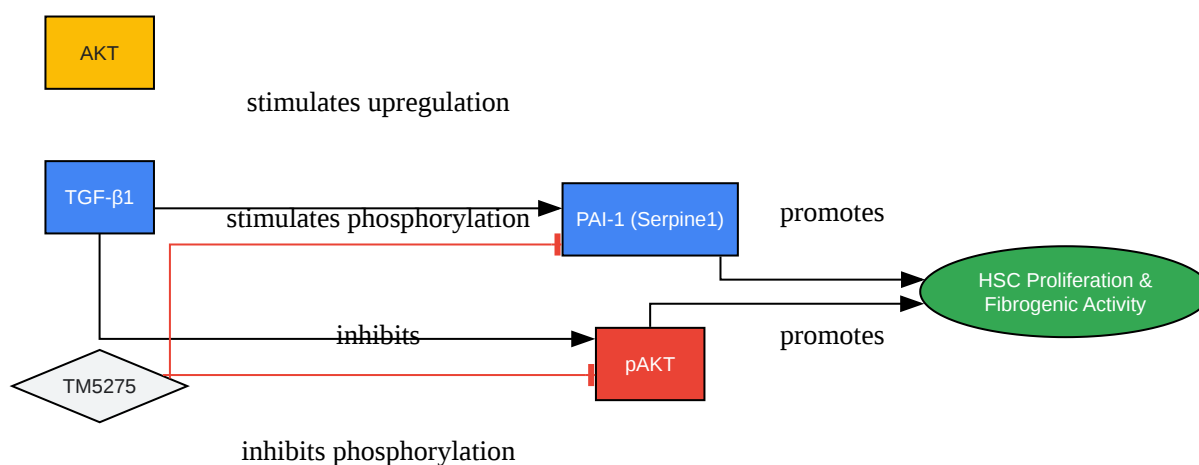 AKT
stimulates upregulation
TGF-β1
stimulates phosphorylation
PAI-1 (Serpine1)
promotes
HSC Proliferation &
Fibrogenic Activity
inhibits
promotes
pAKT
TM5275
inhibits phosphorylation